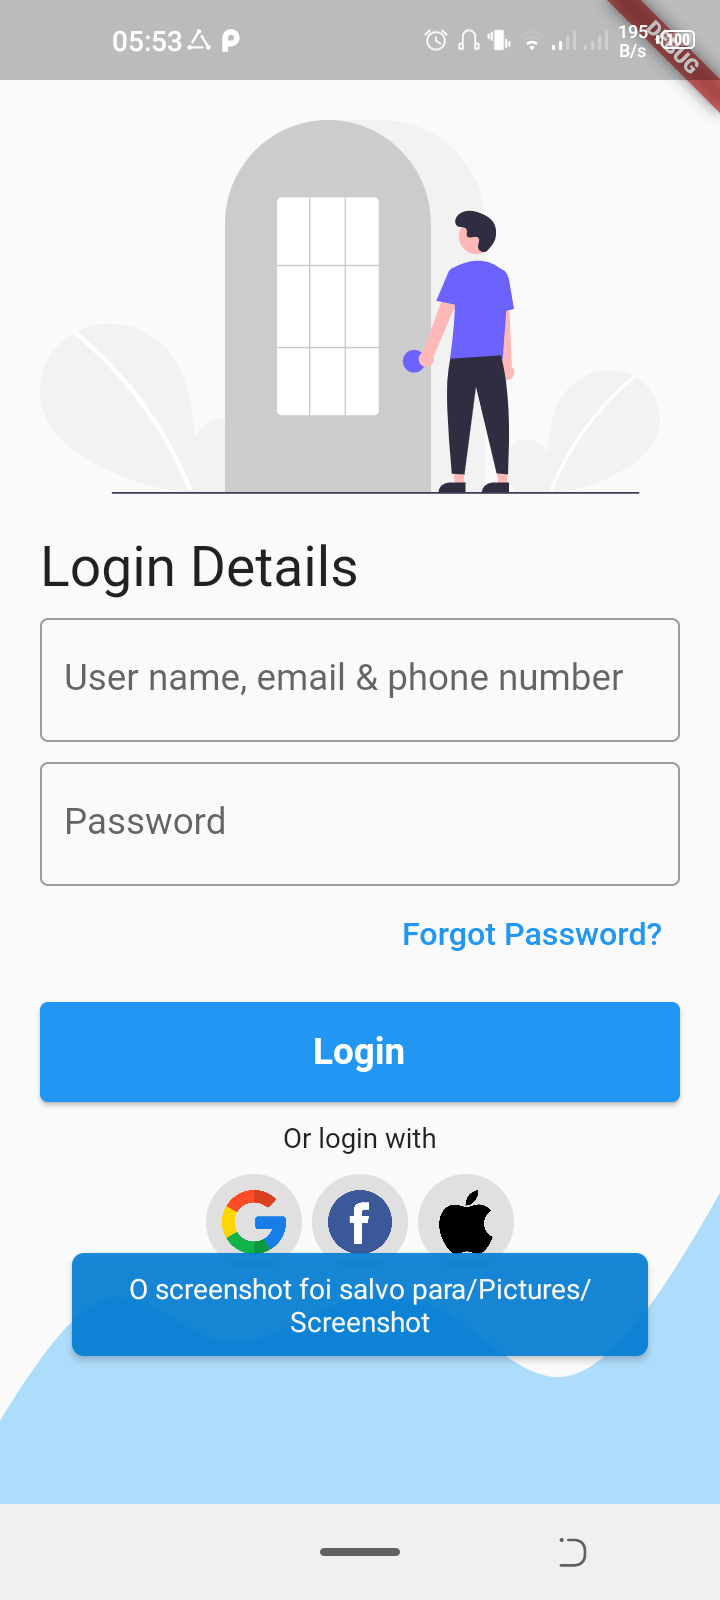 05:53
195
B/s
100
DEBUG
Login Details
User name, email & phone number
Password
Forgot Password?
Login
Or login with
O screenshot foi salvo para/Pictures/
Screenshot